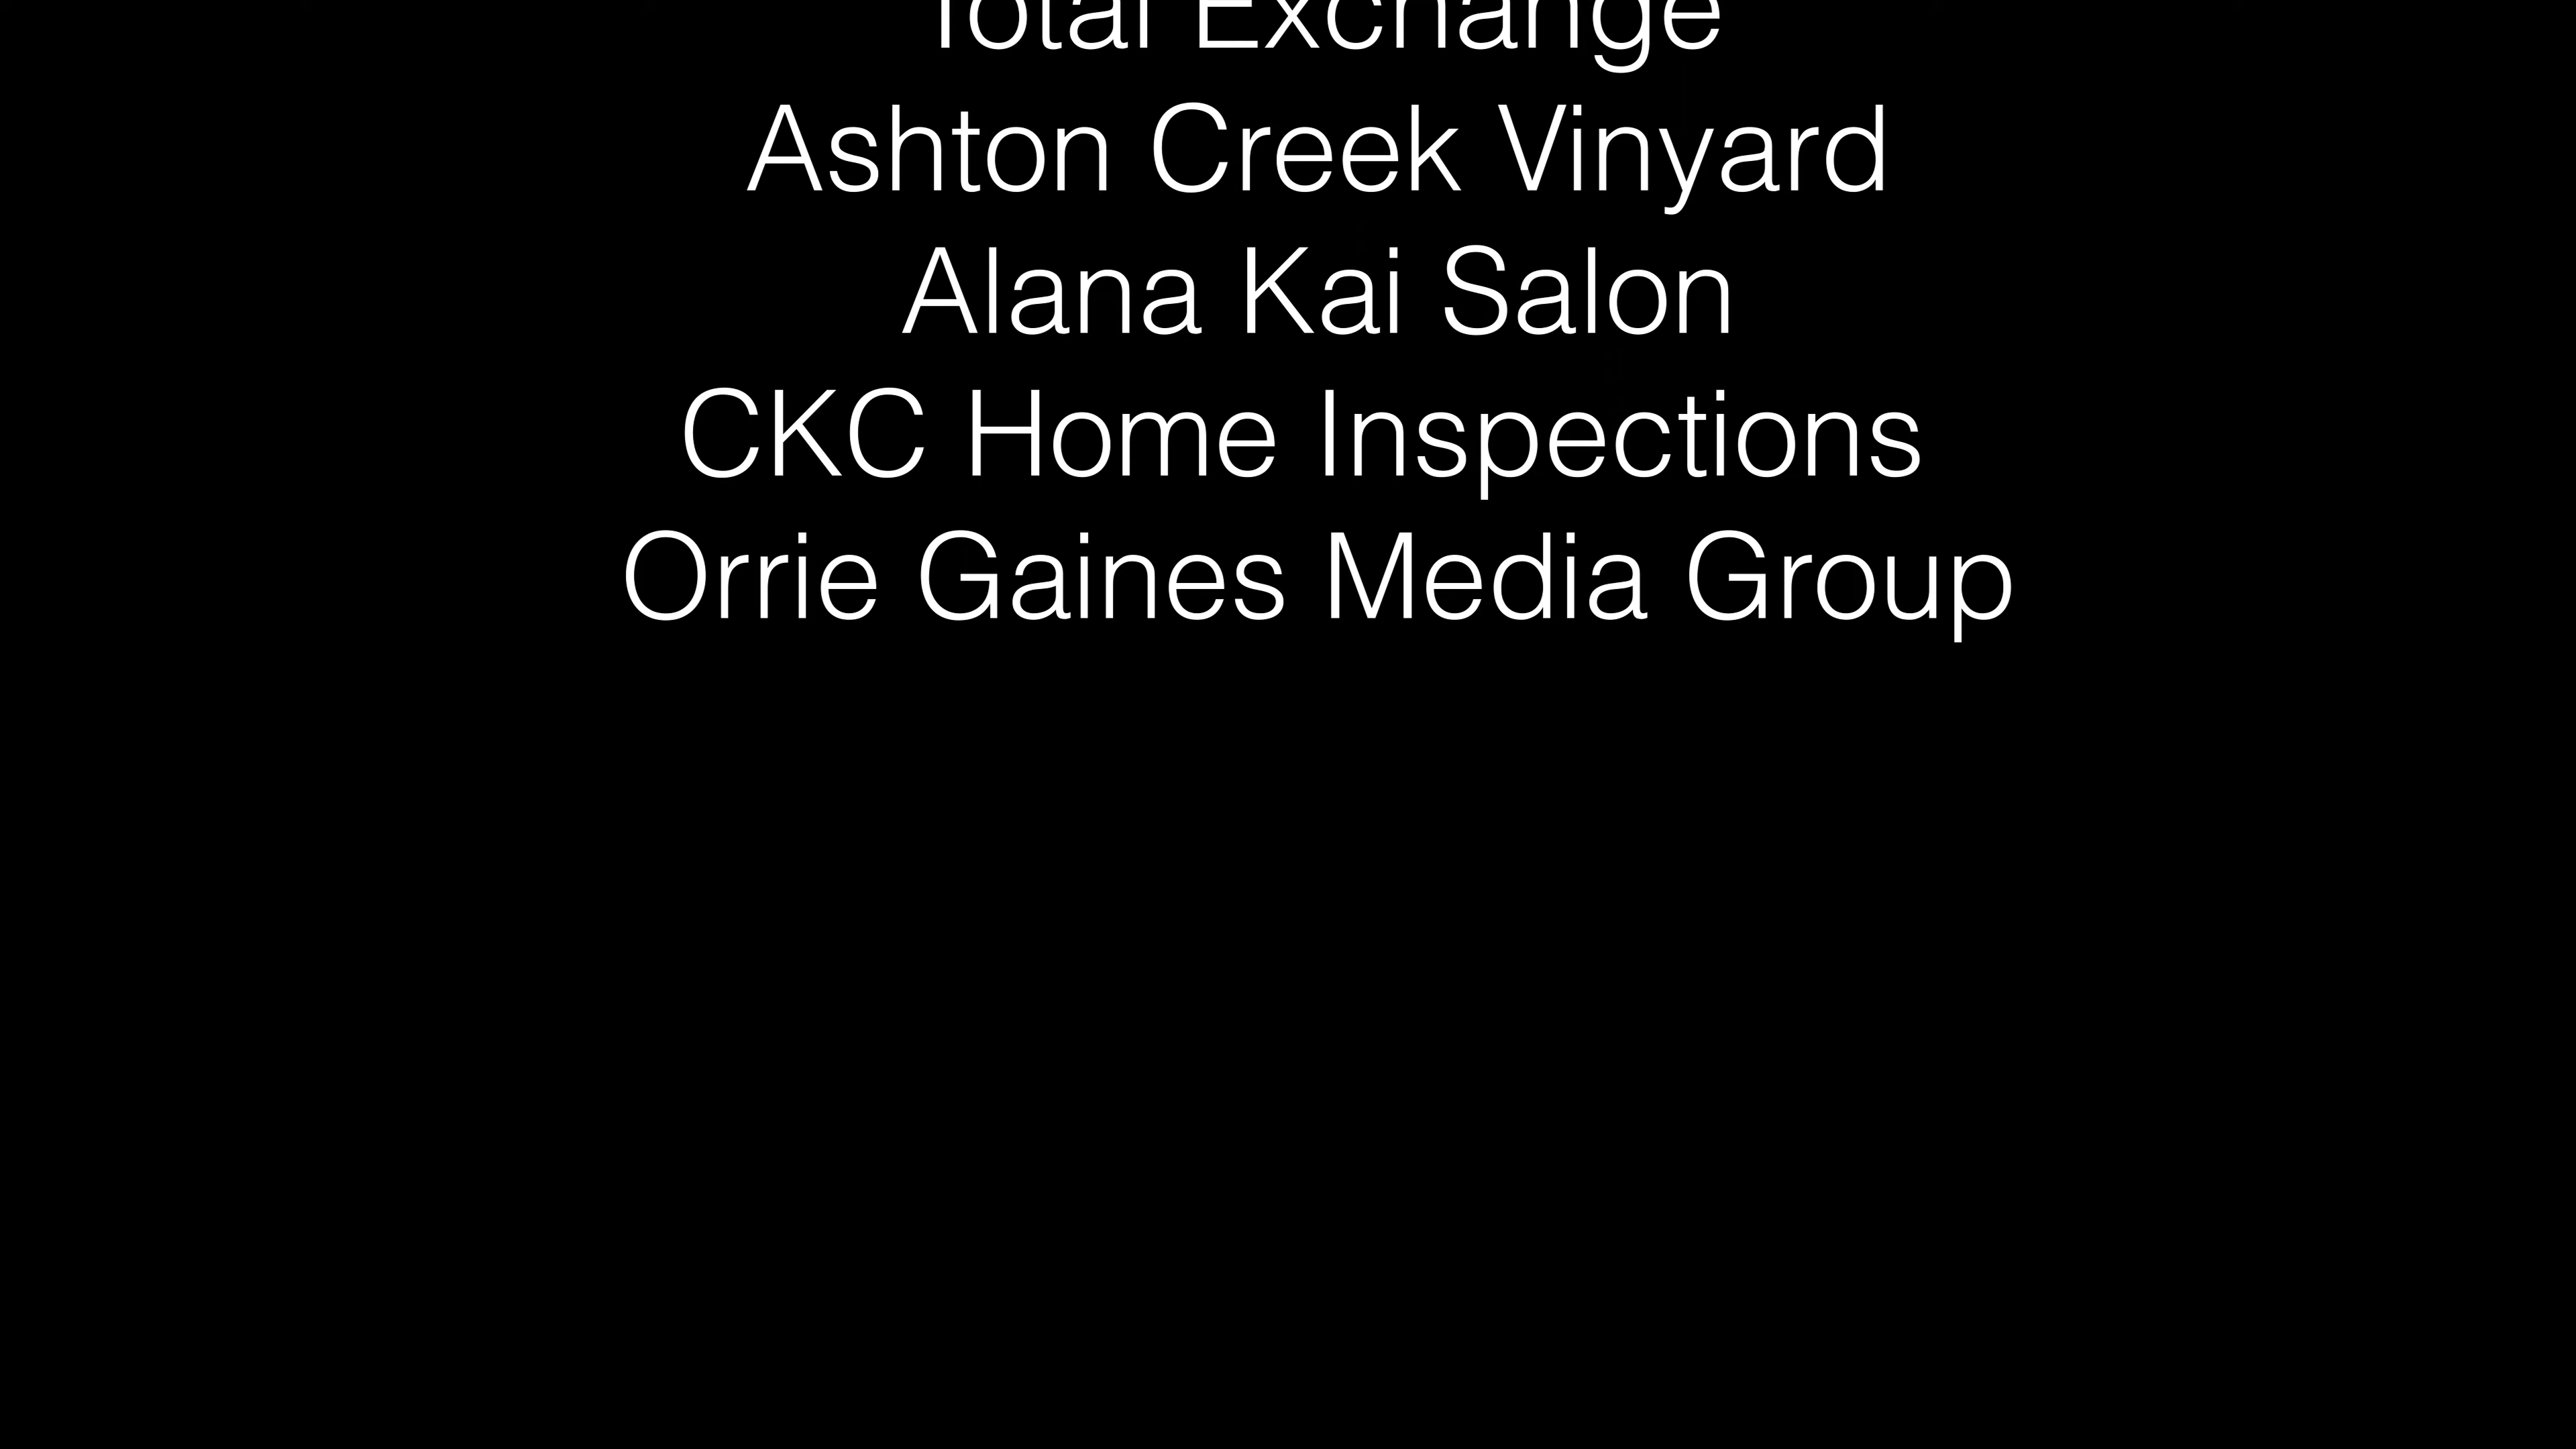 Total Exchange
Ashton Creek Vinyard
Alana Kai Salon
CKC Home Inspections
Orrie Gaines Media Group